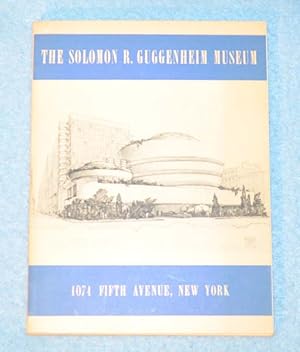 THE SOLOMON R. GUGGENHEIM MUSEUM
1071 FIFTH AVENUE, NEW YORK